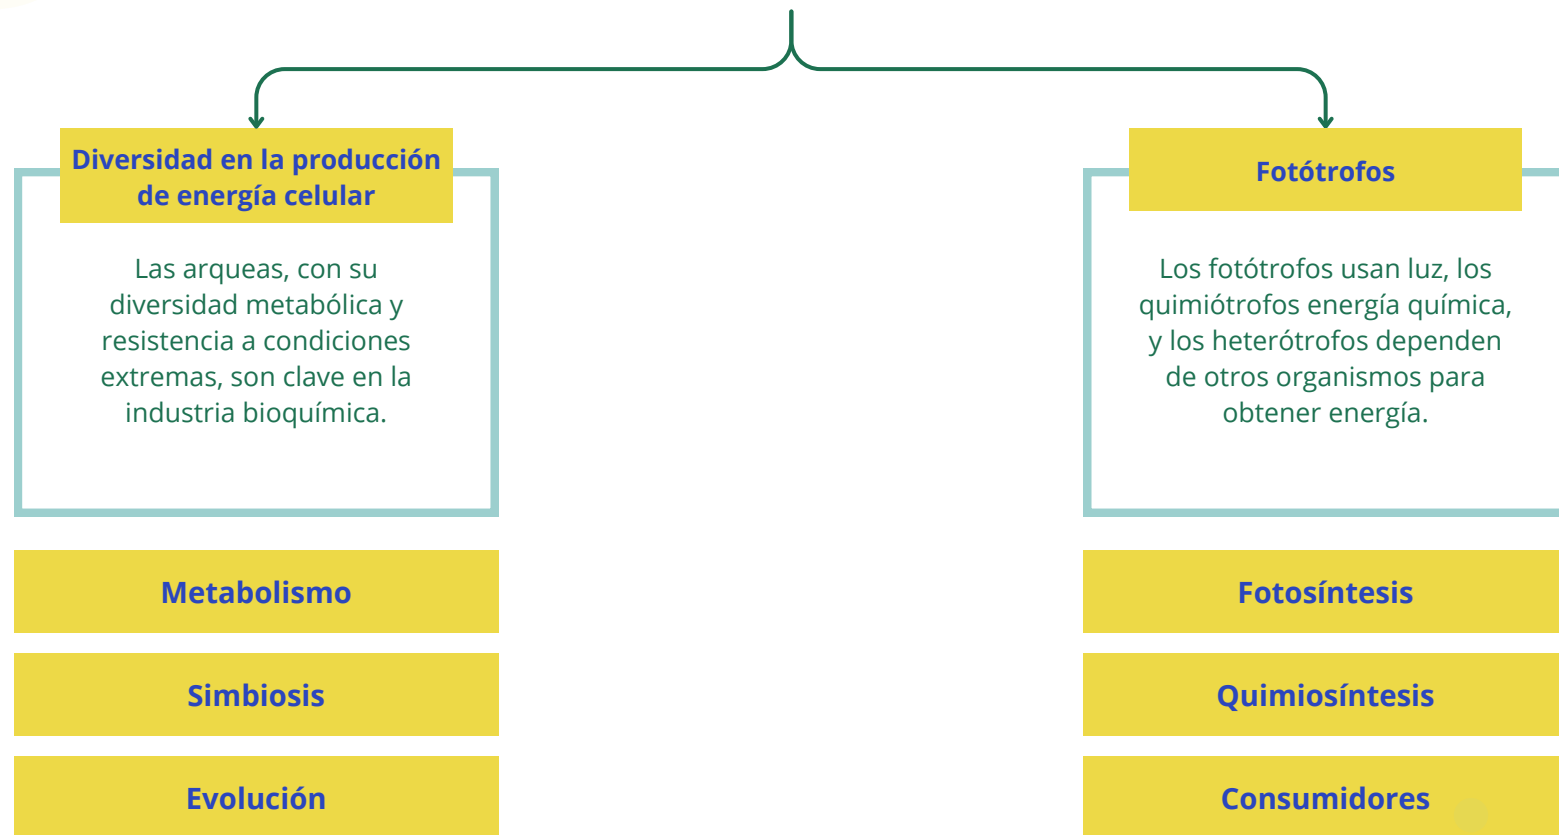 Diversidad en la producción
de energía celular
Las arqueas, con su
diversidad metabólica y
resistencia a condiciones
extremas, son clave en la
industria bioquímica.
Metabolismo
Simbiosis
Evolución
Fotótrofos
Los fotótrofos usan luz, los
quimiótrofos energía química,
y los heterótrofos dependen
de otros organismos para
obtener energía.
Fotosíntesis
Quimiosíntesis
Consumidores